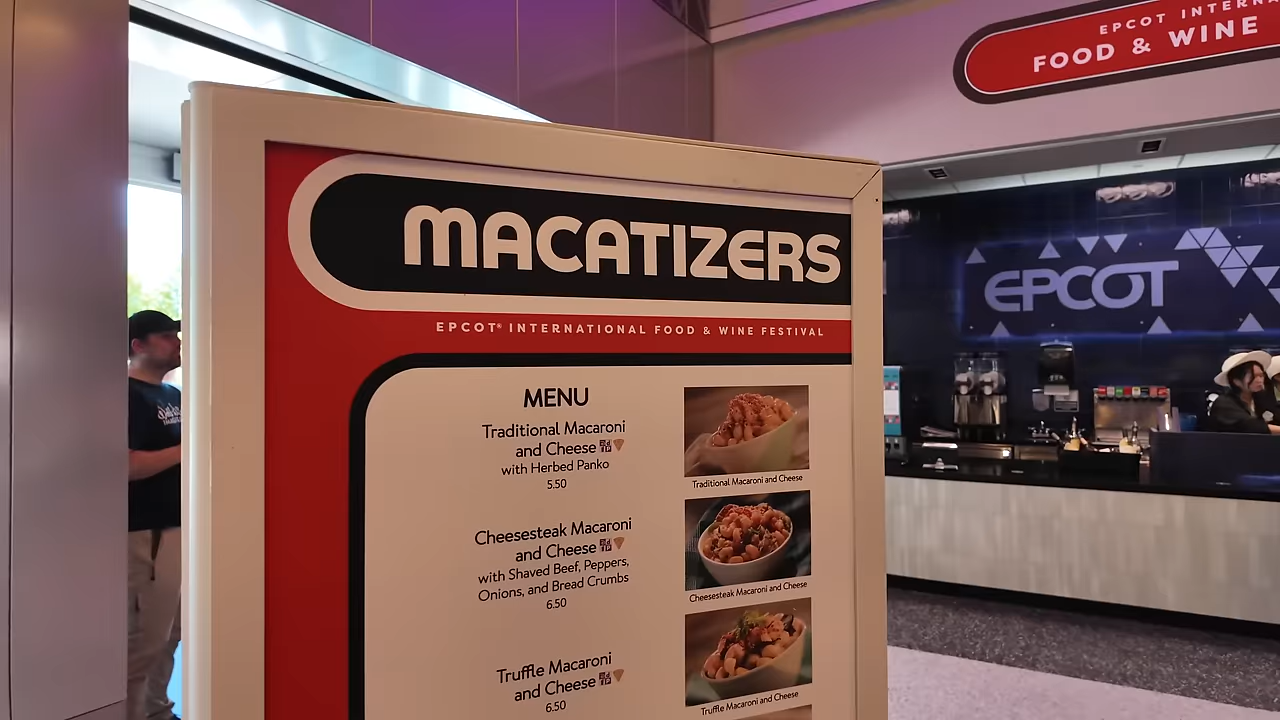 EPCOT INTERNA
FOOD & WINE
MACATIZERS
EPCOT® INTERNATIONAL FOOD & WINE FESTIVAL
EPCOT
MENU
Traditional Macaroni
and Cheese
with Herbed Panko
5.50
Traditional Macaroni and Cheese
Cheesesteak Macaroni
and Cheese
with Shaved Beef, Peppers,
Onions, and Bread Crumbs
6.50
Cheesesteak Macaroni and Cheese
Truffle Macaroni
and Cheese
6.50
Truffle Macaroni and Cheese